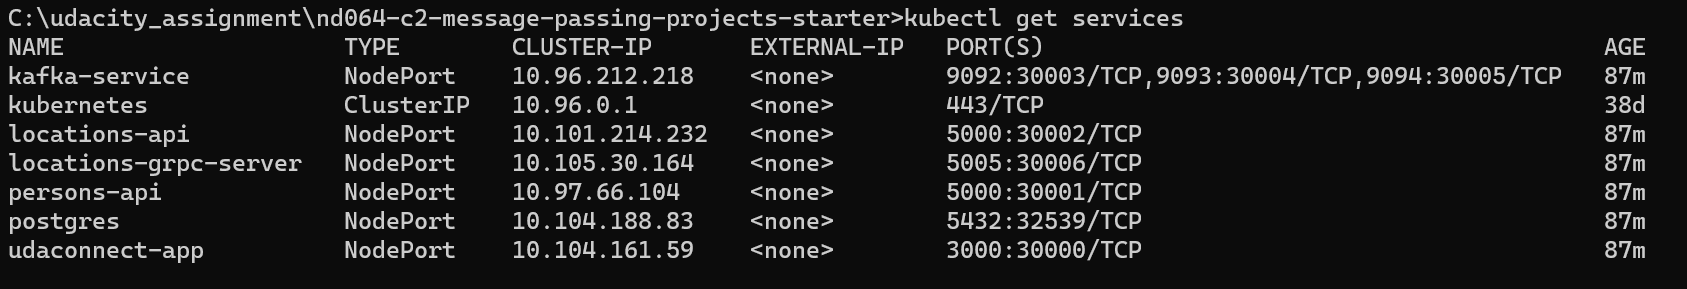 C:\udacity_assignment\nd064-c2-message-passing-projects-starter>kubectl get services
NAME TYPE CLUSTER-IP EXTERNAL-IP PORT(S) AGE
kafka-service NodePort 10.96.212.218 <none> 9092:30003/TCP,9093:30004/TCP,9094:30005/TCP 87m
kubernetes ClusterIP 10.96.0.1 <none> 443/TCP 38d
locations-api NodePort 10.101.214.232 <none> 5000:30002/TCP 87m
locations-grpc-server NodePort 10.105.30.164 <none> 5005:30006/TCP 87m
persons-api NodePort 10.97.66.104 <none> 5000:30001/TCP 87m
postgres NodePort 10.104.188.83 <none> 5432:32539/TCP 87m
udaconnect-app NodePort 10.104.161.59 <none> 3000:30000/TCP 87m